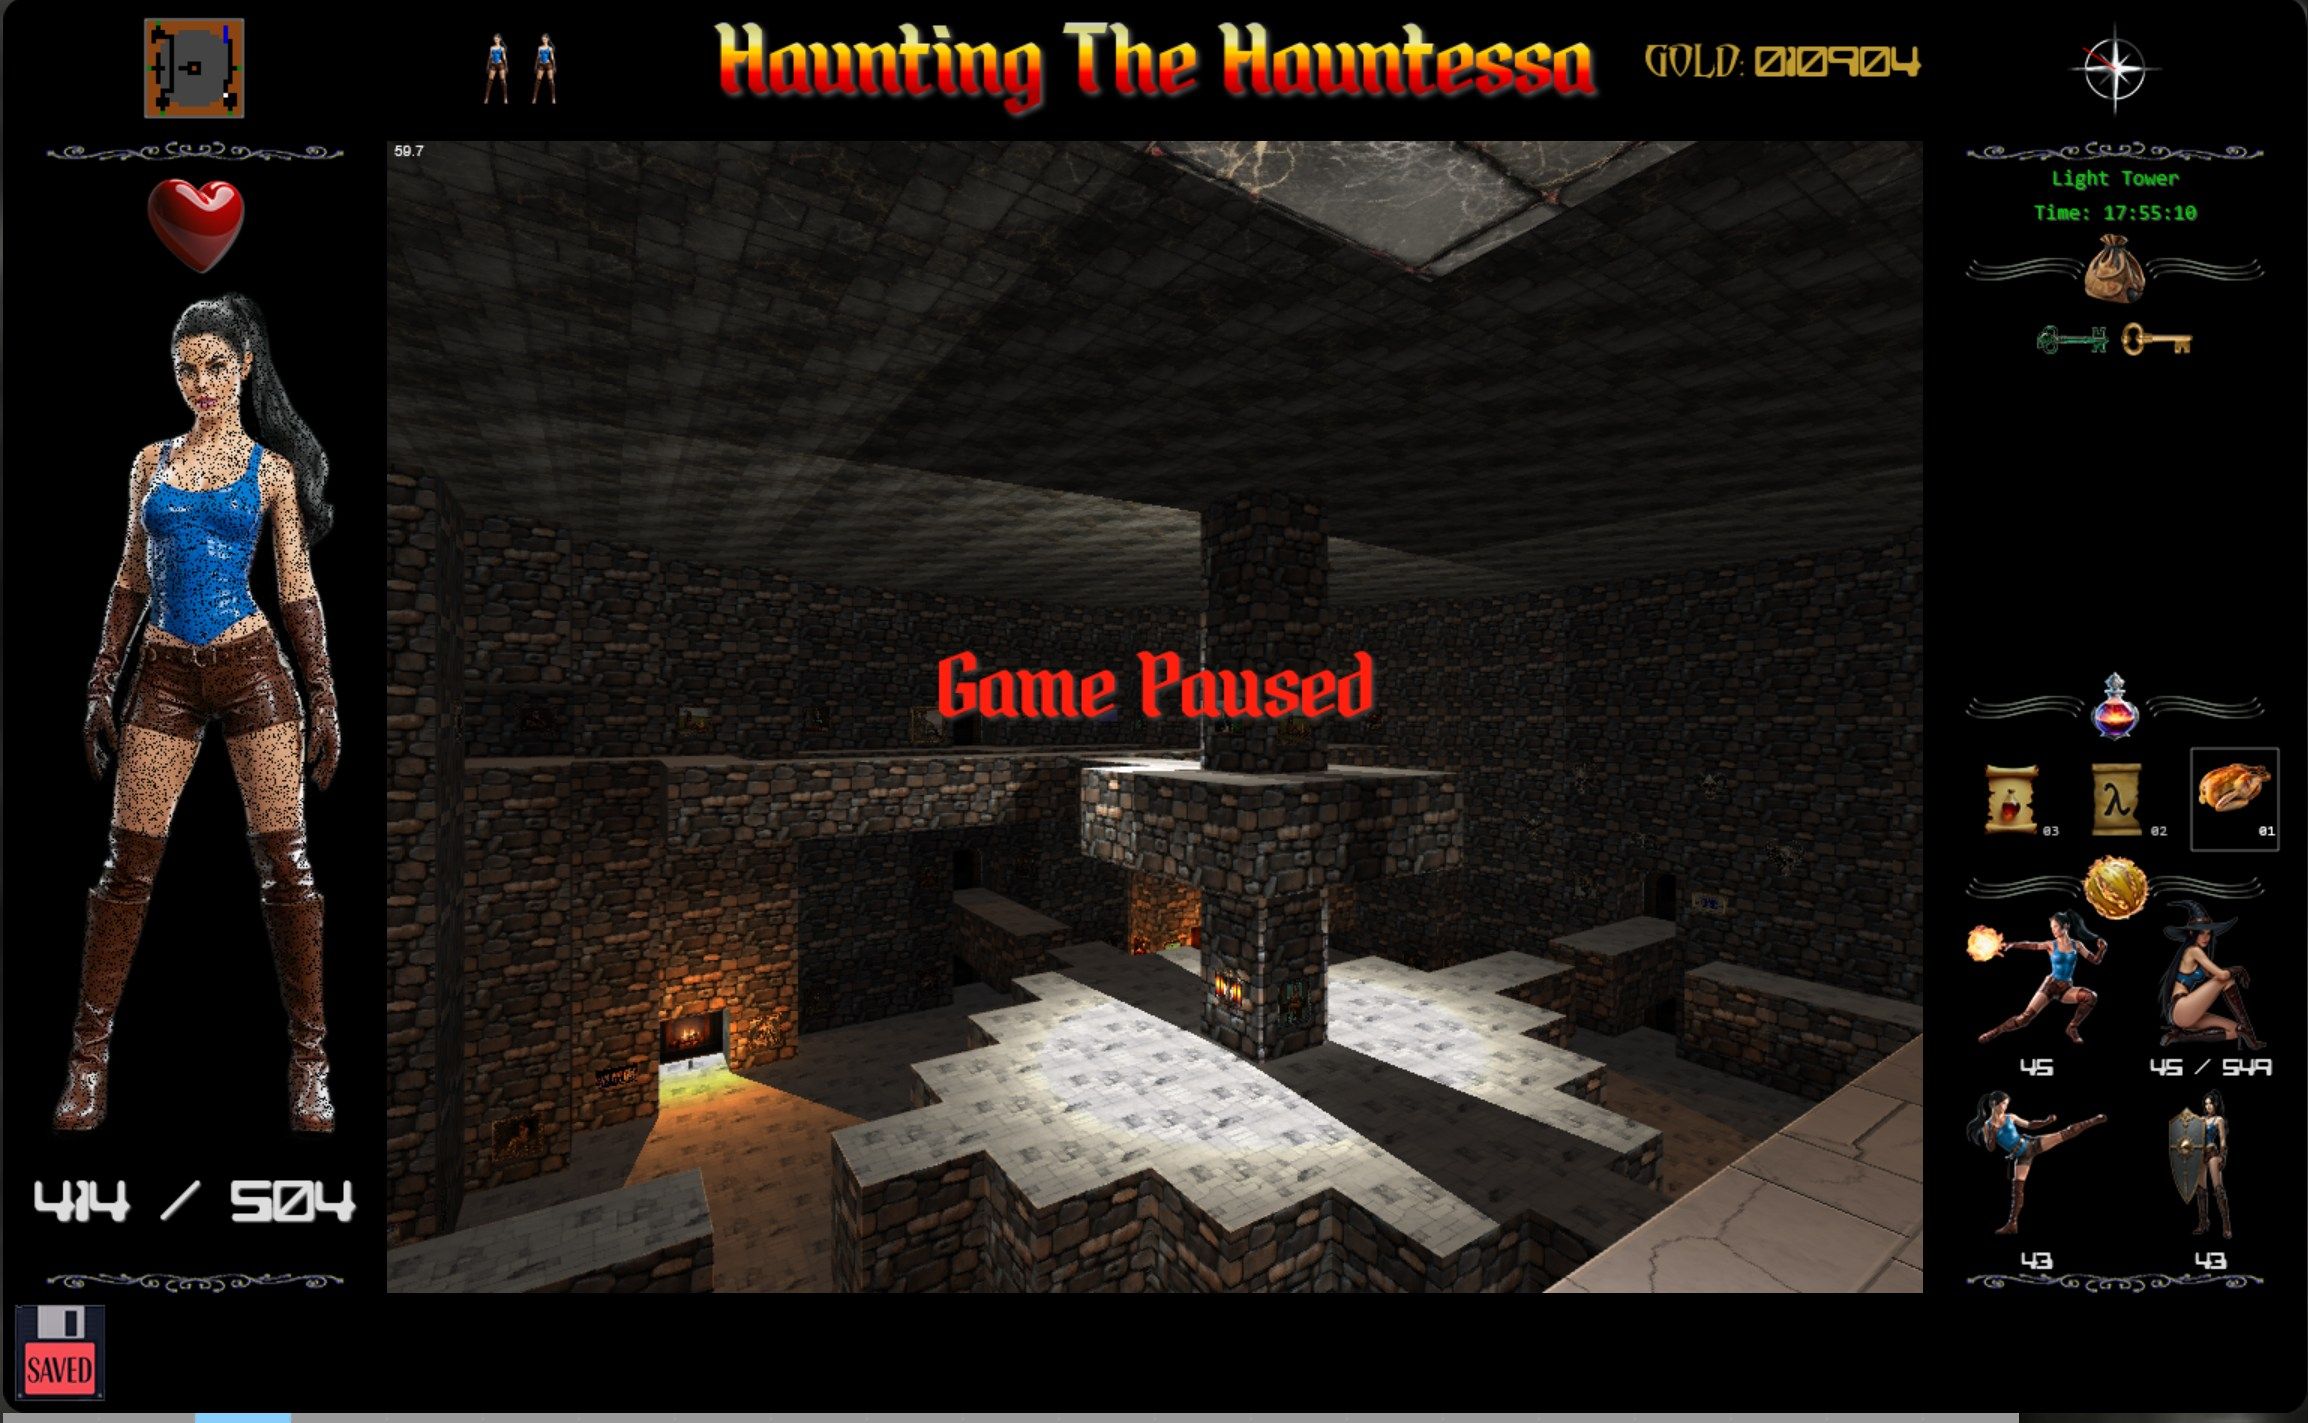 Haunting The Hauntessa
GOLD: 010904
59.7
Light Tower
Time: 17:55:10
Game Paused
λ
03
02
01
45
45 / 549
43
43
414 / 504
SAVED